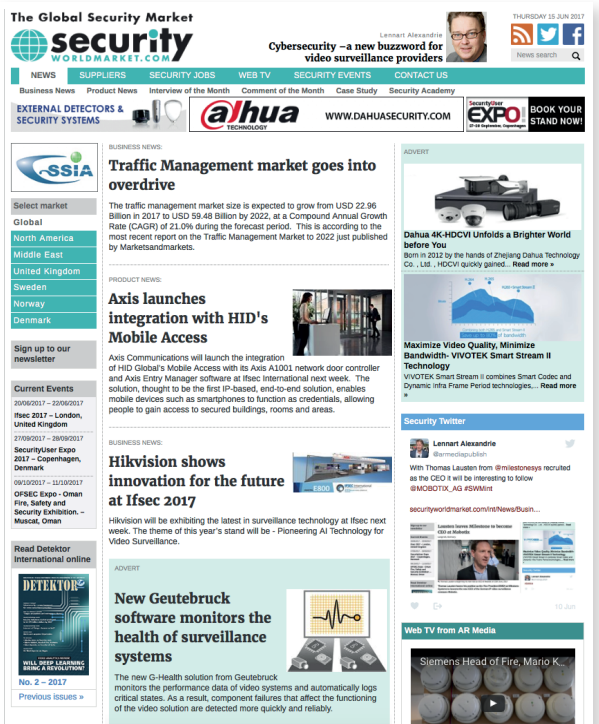 The Global Security Market
security
WORLDMARKET.COM
Lennart Alexandrie
Cybersecurity –a new buzzword for
video surveillance providers
THURSDAY 15 JUN 2017
News search
NEWS SUPPLIERS SECURITY JOBS WEB TV SECURITY EVENTS CONTACT US
Business News Product News Interview of the Month Comment of the Month Case Study Security Academy
EXTERNAL DETECTORS &
SECURITY SYSTEMS
alhua
TECHNOLOGY
WWW.DAHUASECURITY.COM
SecurityUser
EXPO
27-28 September, Copenhagen
BOOK YOUR
STAND NOW!
SSIA
Select market
Global
North America
Middle East
United Kingdom
Sweden
Norway
Denmark
Sign up to our
newsletter
Current Events
20/06/2017 – 22/06/2017
Ifsec 2017 – London,
United Kingdom
27/09/2017 – 28/09/2017
SecurityUser Expo
2017 – Copenhagen,
Denmark
09/10/2017 – 11/10/2017
OFSEC Expo - Oman
Fire, Safety and
Security Exhibition. –
Muscat, Oman
Read Detektor
International online
DETEKTOR
WILL DEEP LEARNING
BRING A REVOLUTION?
No. 2 – 2017
Previous issues »
BUSINESS NEWS:
Traffic Management market goes into
overdrive
The traffic management market size is expected to grow from USD 22.96
Billion in 2017 to USD 59.48 Billion by 2022, at a Compound Annual Growth
Rate (CAGR) of 21.0% during the forecast period. This is according to the
most recent report on the Traffic Management Market to 2022 just published
by Marketsandmarkets.
PRODUCT NEWS:
Axis launches
integration with HID's
Mobile Access
Axis Communications will launch the integration
of HID Global's Mobile Access with its Axis A1001 network door controller
and Axis Entry Manager software at Ifsec International next week. The
solution, thought to be the first IP-based, end-to-end solution, enables
mobile devices such as smartphones to function as credentials, allowing
people to gain access to secured buildings, rooms and areas.
BUSINESS NEWS:
Hikvision shows
innovation for the future
at Ifsec 2017
E800
Hikvision will be exhibiting the latest in surveillance technology at Ifsec next
week. The theme of this year's stand will be - Pioneering AI Technology for
Video Surveillance.
ADVERT
New Geutebruck
software monitors the
health of surveillance
systems
The new G-Health solution from Geutebruck
monitors the performance data of video systems and automatically logs
critical states. As a result, component failures that affect the functioning
of the video solution are detected more quickly and reliably.
ADVERT
Dahua 4K-HDCVI Unfolds a Brighter World
before You
Born in 2012 by the hands of Zhejiang Dahua Technology
Co. , Ltd. , HDCVI quickly gained... Read more »
Maximize Video Quality, Minimize
Bandwidth- VIVOTEK Smart Stream II
Technology
VIVOTEK Smart Stream II combines Smart Codec and
Dynamic Infra Frame Period technologies,... Read more
»
Security Twitter
Lennart Alexandrie
@armediapublish
With Thomas Lausten from @milestonesys recruited
as the CEO it will be interesting to follow
@MOBOTIX_AG #SWMint
securityworldmarket.com/int/News/Busin...
Lausten leaves Milestone to become
CEO at Mobotix
10 Jun
Web TV from AR Media
Siemens Head of Fire, Mario K...